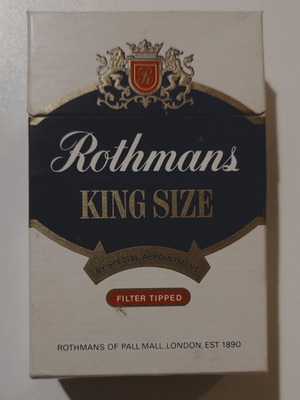 R
Rothmans
KING SIZE
BY SPECIAL APPOINTMENT
FILTER TIPPED
ROTHMANS OF PALL MALL, LONDON, EST. 1890